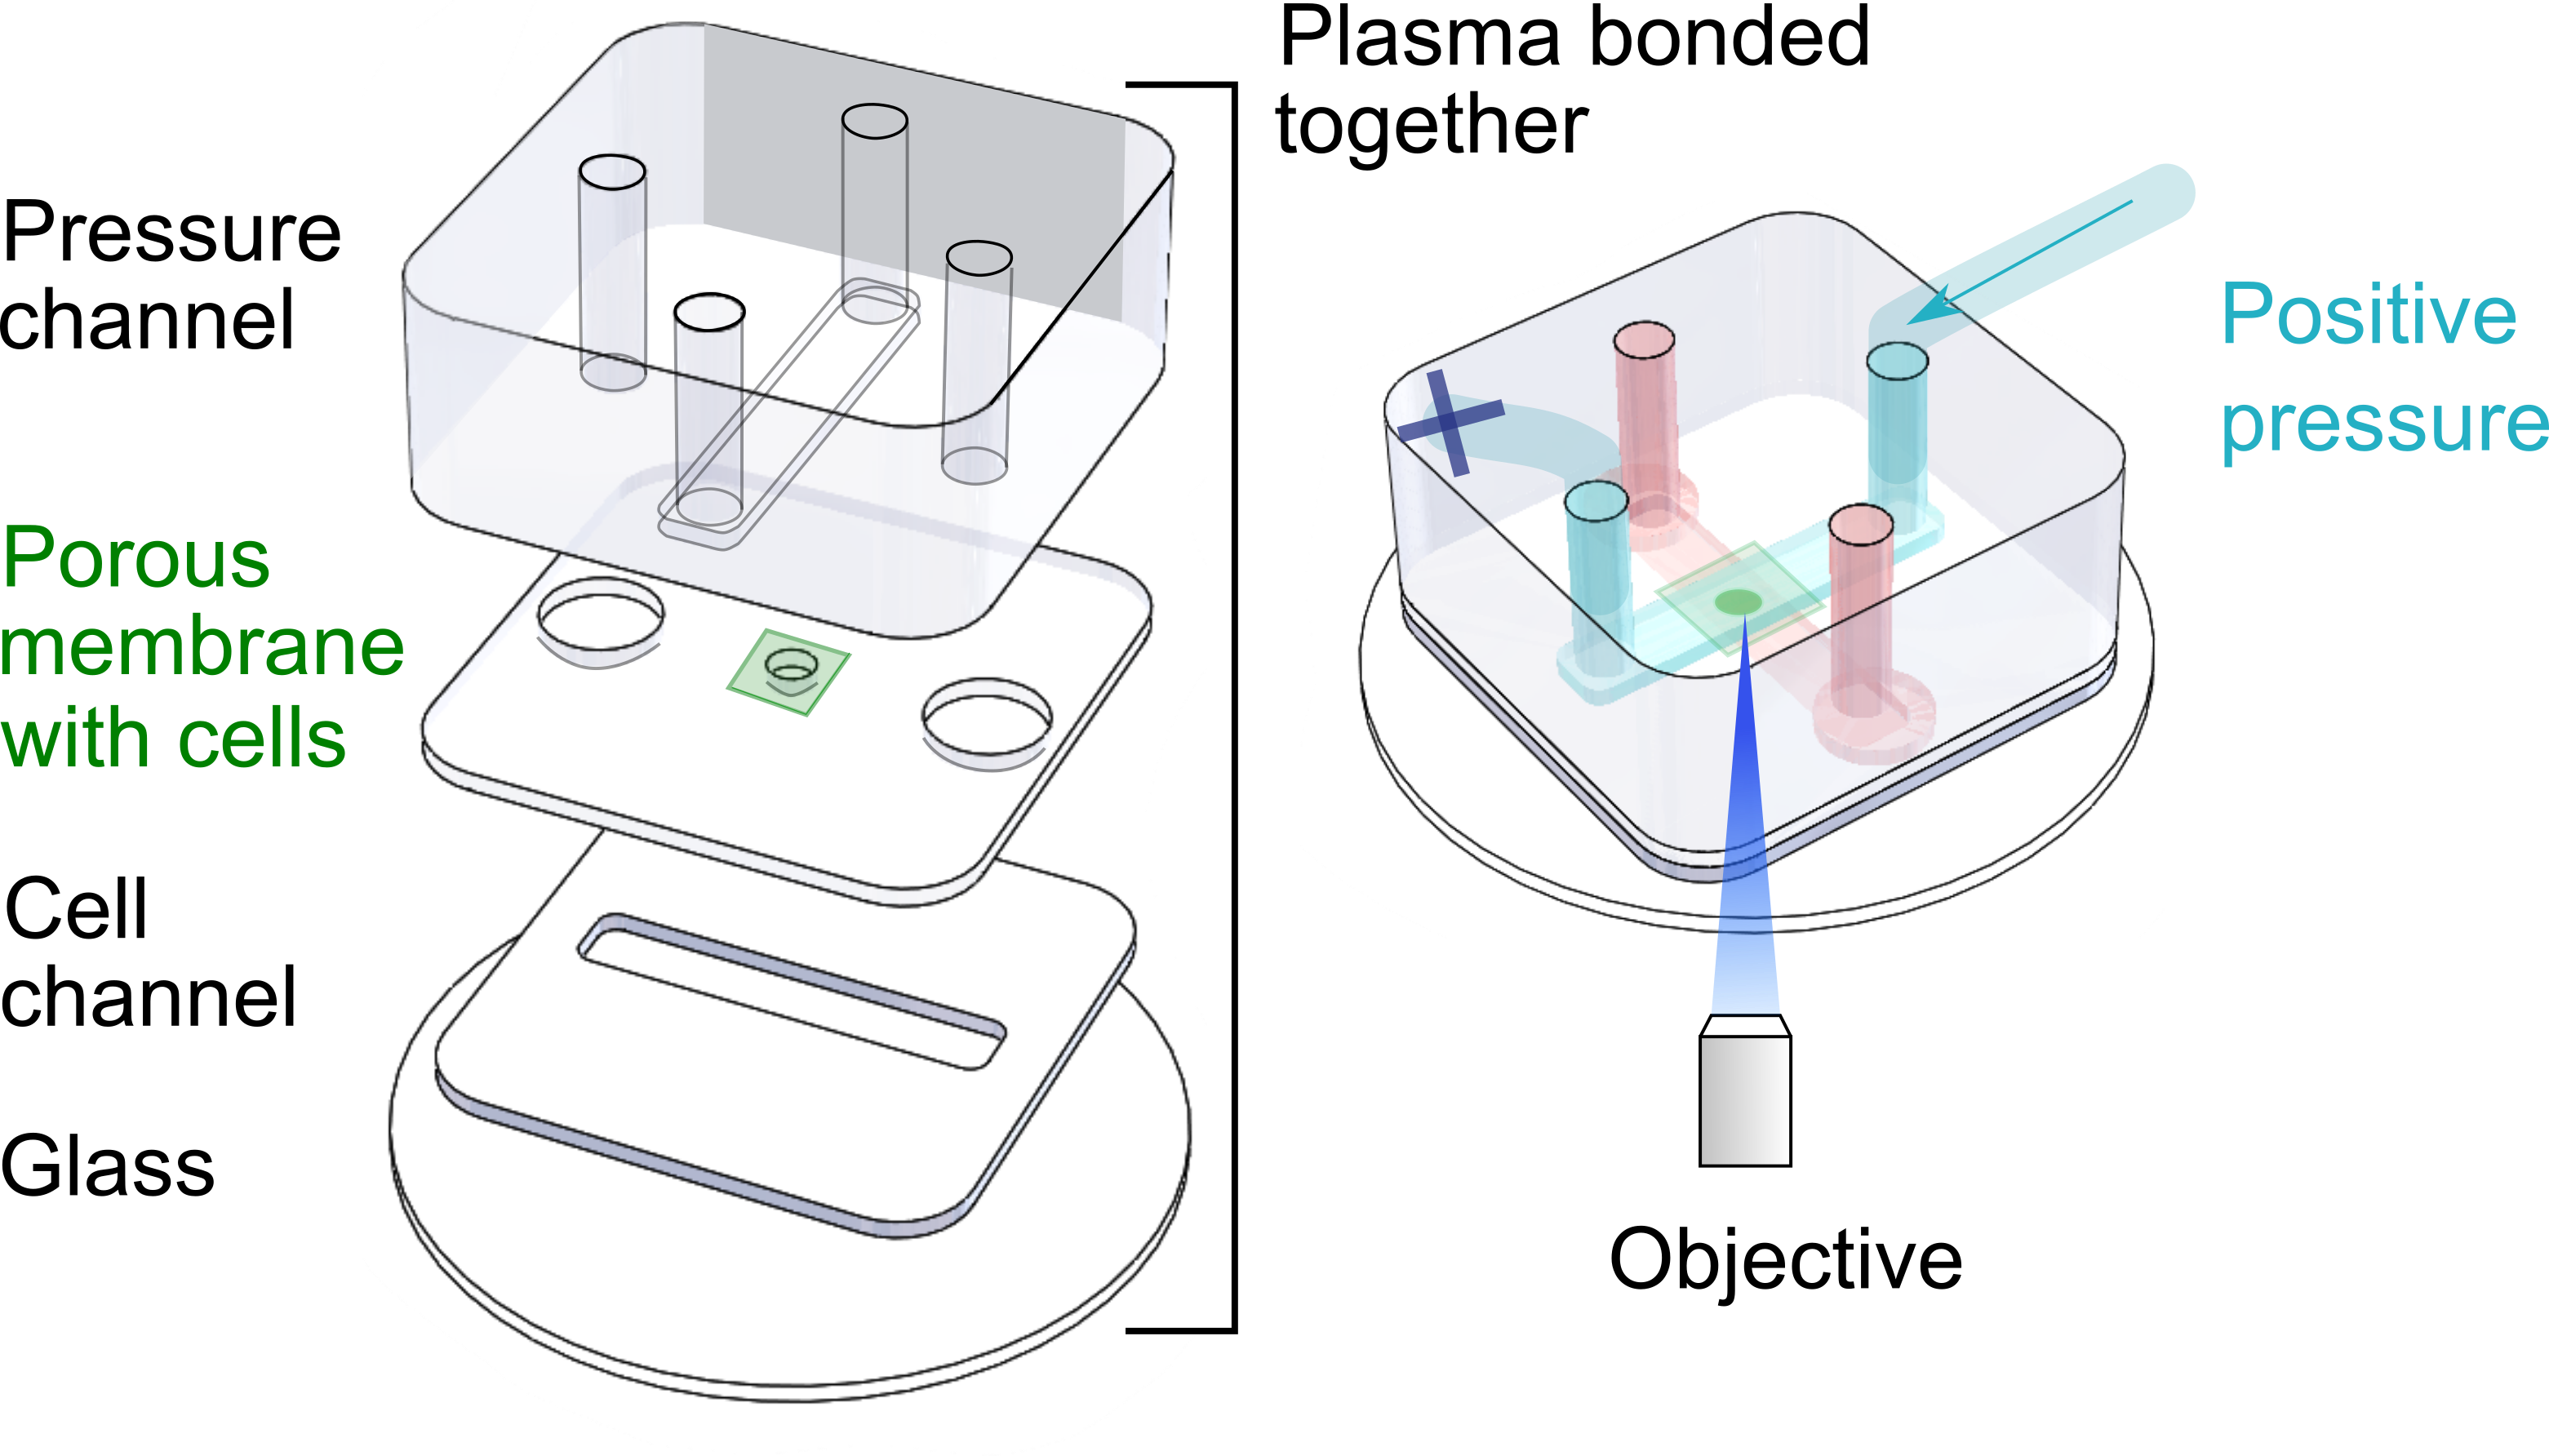 Plasma bonded
together
Pressure
channel
Positive
pressure
Porous
membrane
with cells
Cell
channel
Glass
Objective